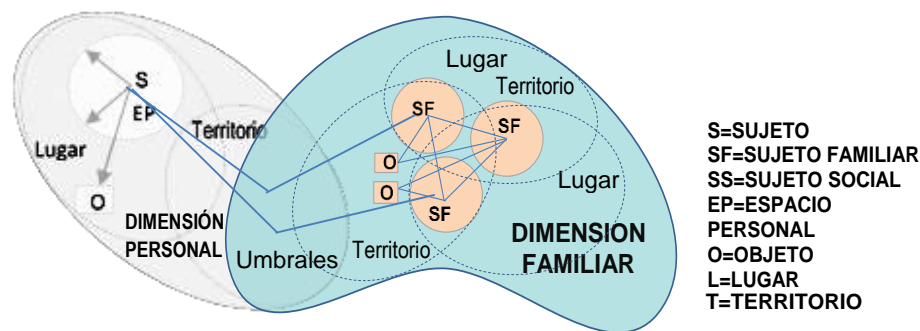 S
EP
Lugar
Territorio
O
DIMENSIÓN
PERSONAL
Umbrales
Lugar
Territorio
SF
SF
O
O
SF
Lugar
Territorio
DIMENSION
FAMILIAR
S=SUJETO
SF=SUJETO FAMILIAR
SS=SUJETO SOCIAL
EP=ESPACIO
PERSONAL
O=OBJETO
L=LUGAR
T=TERRITORIO